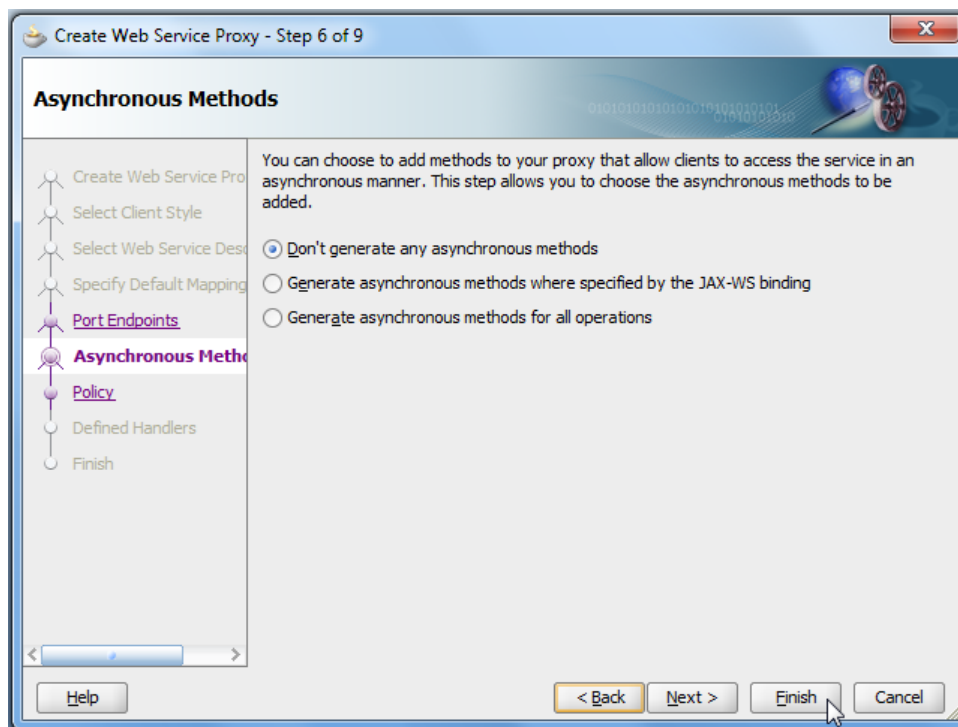 Create Web Service Proxy - Step 6 of 9
Asynchronous Methods
010101010101010101010101
0101010101010
Create Web Service Pro
Select Client Style
Select Web Service Desc
Specify Default Mapping
Port Endpoints
Asynchronous Metho
Policy
Defined Handlers
Finish
You can choose to add methods to your proxy that allow clients to access the service in an
asynchronous manner. This step allows you to choose the asynchronous methods to be
added.
Don't generate any asynchronous methods
Generate asynchronous methods where specified by the JAX-WS binding
Generate asynchronous methods for all operations
Help
< Back
Next >
Finish
Cancel